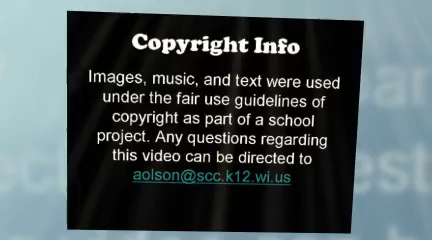 Copyright Info
Images, music, and text were used
under the fair use guidelines of
copyright as part of a school
project. Any questions regarding
this video can be directed to
aolson@scc.k12.wi.us